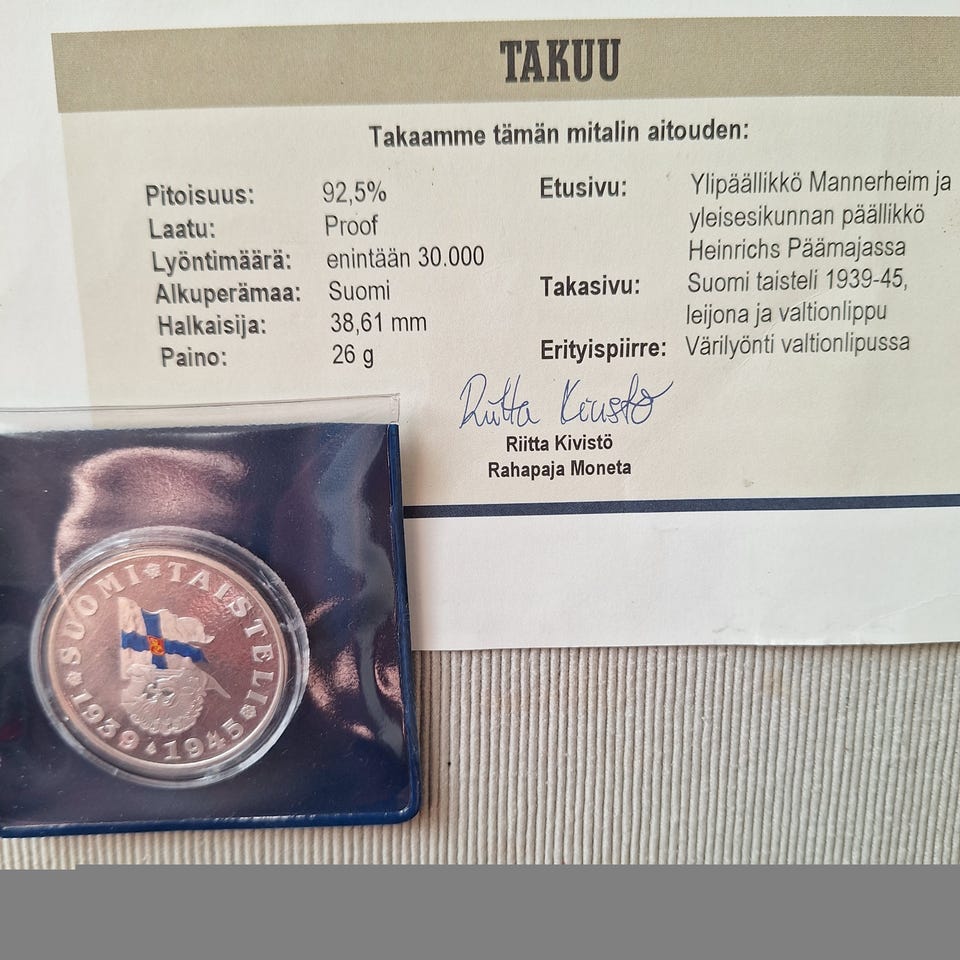 TAKUU
Takaamme tämän mitalin aitouden:
Pitoisuus: 92,5%
Laatu: Proof
Lyöntimäärä: enintään 30.000
Alkuperämaa: Suomi
Halkaisija: 38,61 mm
Paino: 26 g
Etusivu: Ylipäällikkö Mannerheim ja
yleisesikunnan päällikkö
Heinrichs Päämajassa
Takasivu: Suomi taisteli 1939-45,
leijona ja valtionlippu
Erityispiirre: Värilyönti valtionlipussa
Riitta Kivistö
Riitta Kivistö
Rahapaja Moneta
SUOMI TAISTELI
1939 1945